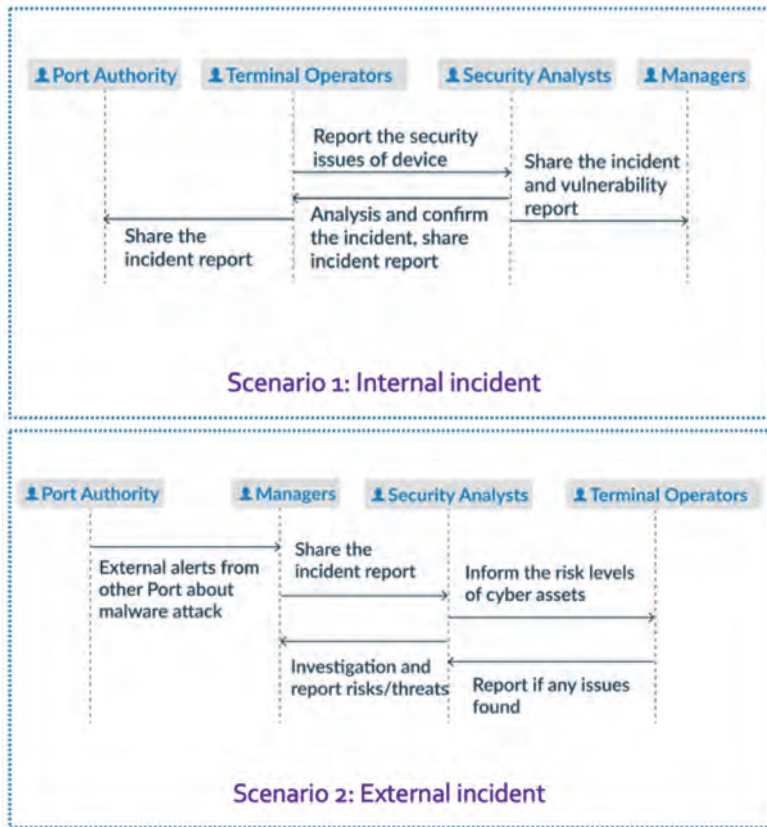 Port Authority
Terminal Operators
Security Analysts
Managers
Report the security
issues of device
Share the incident
and vulnerability
report
Analysis and confirm
the incident, share
incident report
Share the
incident report
Scenario 1: Internal incident
Port Authority
Managers
Security Analysts
Terminal Operators
External alerts from
other Port about
malware attack
Share the
incident report
Inform the risk levels
of cyber assets
Investigation and
report risks/threats
Report if any issues
found
Scenario 2: External incident